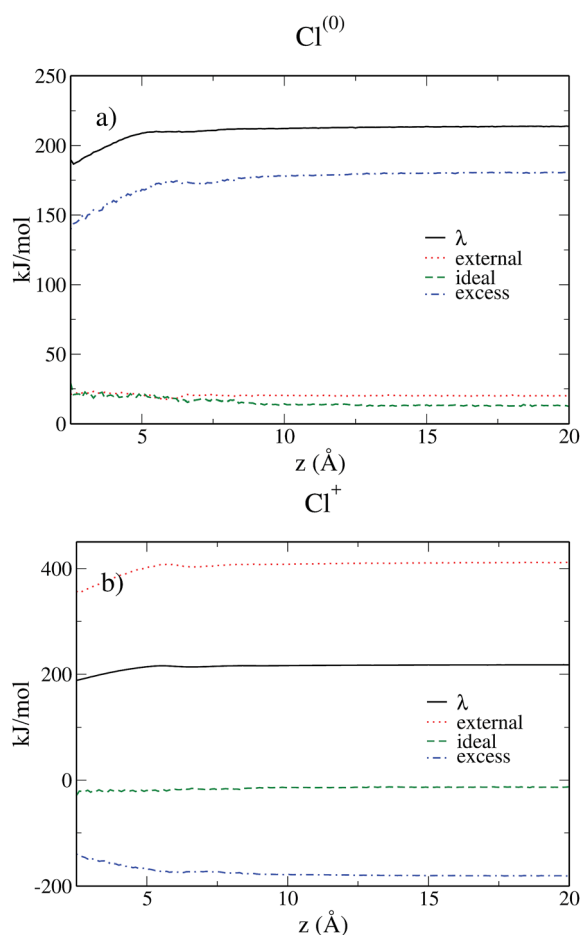 Cl(0)
250
200
150
100
50
0
kJ/mol
a)
λ
external
ideal
excess
5
10
15
20
z (Å)
Cl+
400
200
0
-200
kJ/mol
b)
λ
external
ideal
excess
5
10
15
20
z (Å)